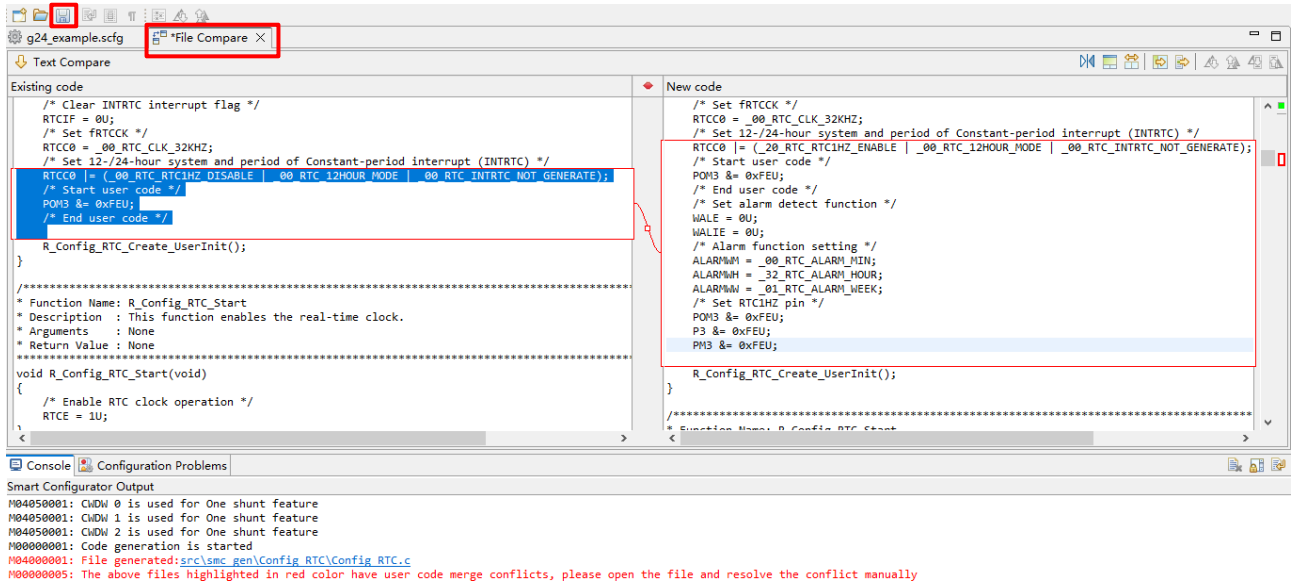 g24_example.scfg
*File Compare
Text Compare
Existing code
/* Clear INTRTC interrupt flag */
RTCIF = 0U;
/* Set fRTCCK */
RTCC0 = _00_RTC_CLK_32KHZ;
/* Set 12-/24-hour system and period of Constant-period interrupt (INTRTC) */
RTCC0 |= (_00_RTC_RTC1HZ_DISABLE | _00_RTC_12HOUR_MODE | _00_RTC_INTRTC_NOT_GENERATE);
/* Start user code */
POM3 &= 0xFEU;
/* End user code */
R_Config_RTC_Create_UserInit();
}
/*******************************************************************************
* Function Name: R_Config_RTC_Start
* Description  : This function enables the real-time clock.
* Arguments    : None
* Return Value : None
********************************************************************************
void R_Config_RTC_Start(void)
{
/* Enable RTC clock operation */
RTCE = 1U;
}
New code
/* Set fRTCCK */
RTCC0 = _00_RTC_CLK_32KHZ;
/* Set 12-/24-hour system and period of Constant-period interrupt (INTRTC) */
RTCC0 |= (_20_RTC_RTC1HZ_ENABLE | _00_RTC_12HOUR_MODE | _00_RTC_INTRTC_NOT_GENERATE);
/* Start user code */
POM3 &= 0xFEU;
/* End user code */
/* Set alarm detect function */
WALE = 0U;
WALIE = 0U;
/* Alarm function setting */
ALARMWM = _00_RTC_ALARM_MIN;
ALARMWH = _32_RTC_ALARM_HOUR;
ALARMWW = _01_RTC_ALARM_WEEK;
/* Set RTC1HZ pin */
POM3 &= 0xFEU;
P3 &= 0xFEU;
PM3 &= 0xFEU;
R_Config_RTC_Create_UserInit();
}
/*******************************************************************************
* Function Name: R_Config_RTC_Start
Console
Configuration Problems
Smart Configurator Output
M04050001: CWDW 0 is used for One shunt feature
M04050001: CWDW 1 is used for One shunt feature
M04050001: CWDW 2 is used for One shunt feature
M00000001: Code generation is started
M04000001: File generated:src\smc_gen\Config_RTC\Config_RTC.c
M00000005: The above files highlighted in red color have user code merge conflicts, please open the file and resolve the conflict manually